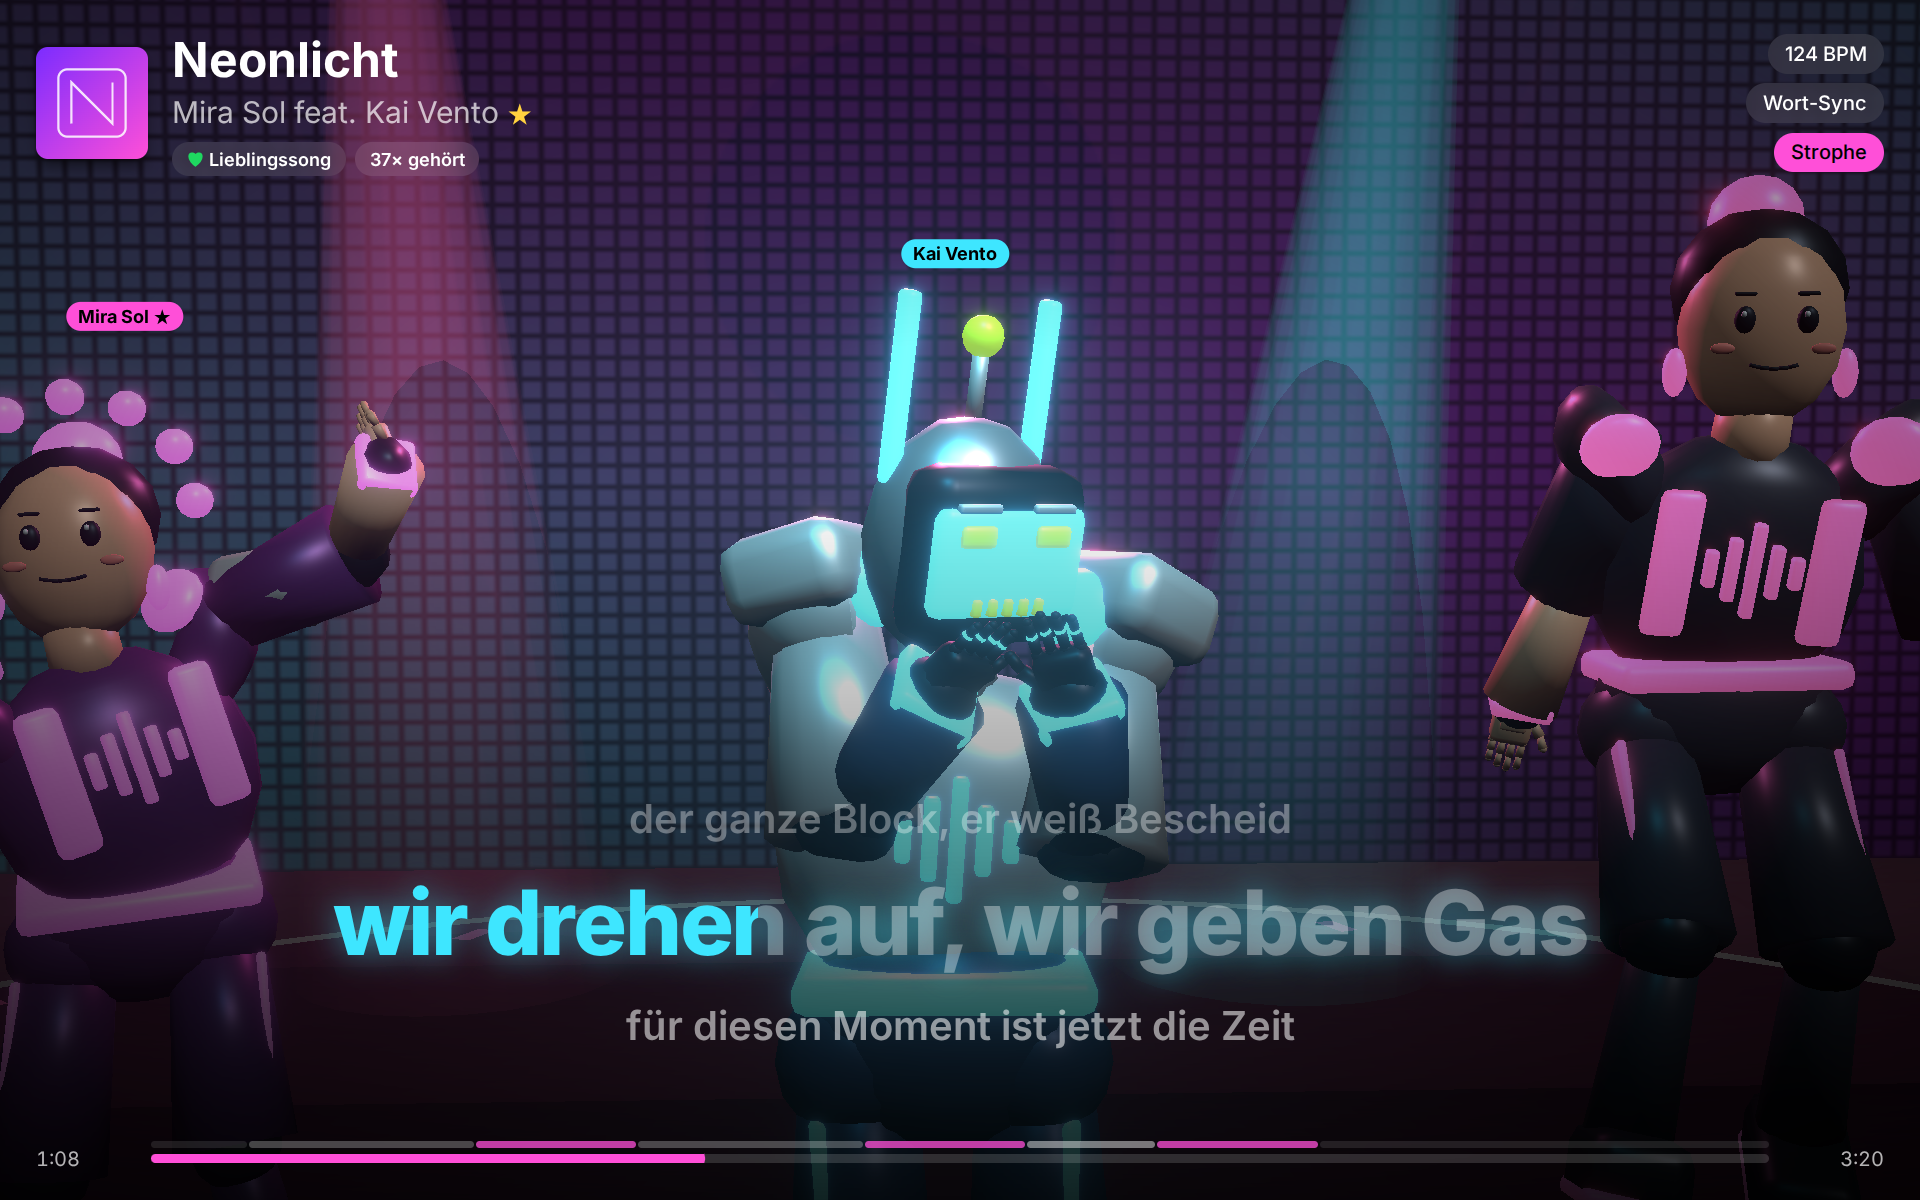 N
Neonlicht
Mira Sol feat. Kai Vento ★
Lieblingssong
37× gehört
124 BPM
Wort-Sync
Strophe
Kai Vento
Mira Sol ★
der ganze Block, er weiß Bescheid
wir drehen auf, wir geben Gas
für diesen Moment ist jetzt die Zeit
1:08
3:20